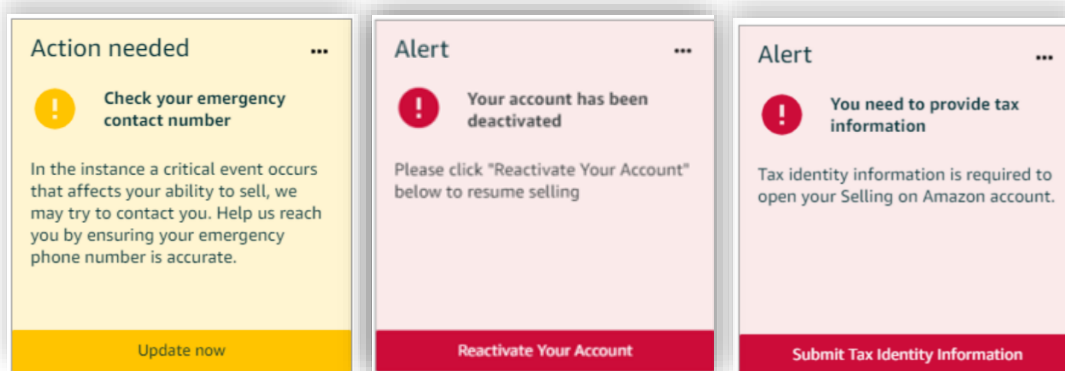 Action needed
Check your emergency
contact number
In the instance a critical event occurs
that affects your ability to sell, we
may try to contact you. Help us reach
you by ensuring your emergency
phone number is accurate.
Update now
Alert
Your account has been
deactivated
Please click "Reactivate Your Account"
below to resume selling
Reactivate Your Account
Alert
You need to provide tax
information
Tax identity information is required to
open your Selling on Amazon account.
Submit Tax Identity Information